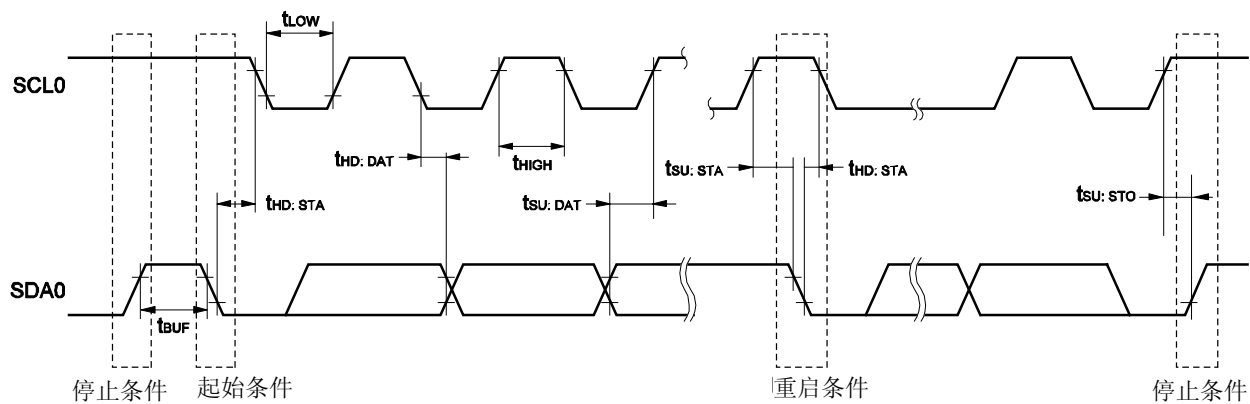 tLOW
SCL0
tHD: DAT
tHIGH
tSU: STA
tHD: STA
tHD: STA
tSU: DAT
tSU: STO
SDA0
tBUF
停止条件
起始条件
重启条件
停止条件